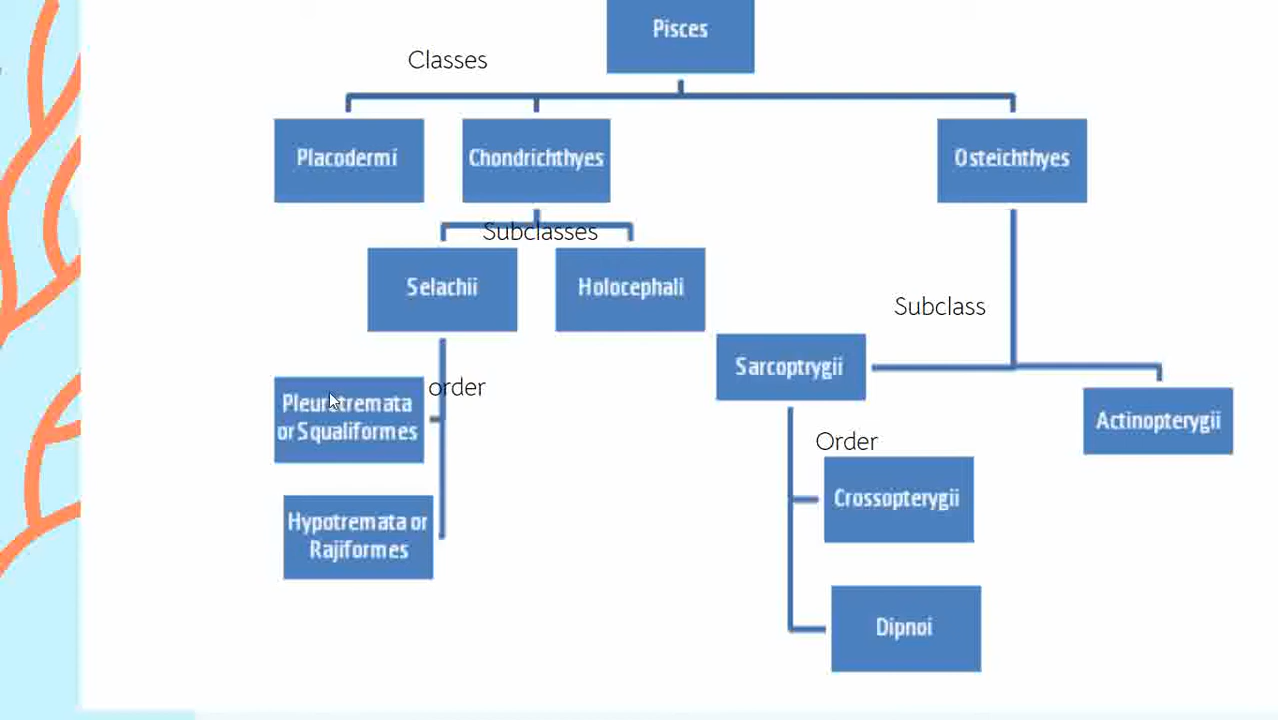 Pisces
Classes
Placodermi
Chondrichthyes
Osteichthyes
Subclasses
Selachii
Holocephali
Subclass
Sarcoptrygii
Actinopterygii
order
Pleurotremata
or Squaliformes
Order
Crossopterygii
Hypotremata or
Rajiformes
Dipnoi